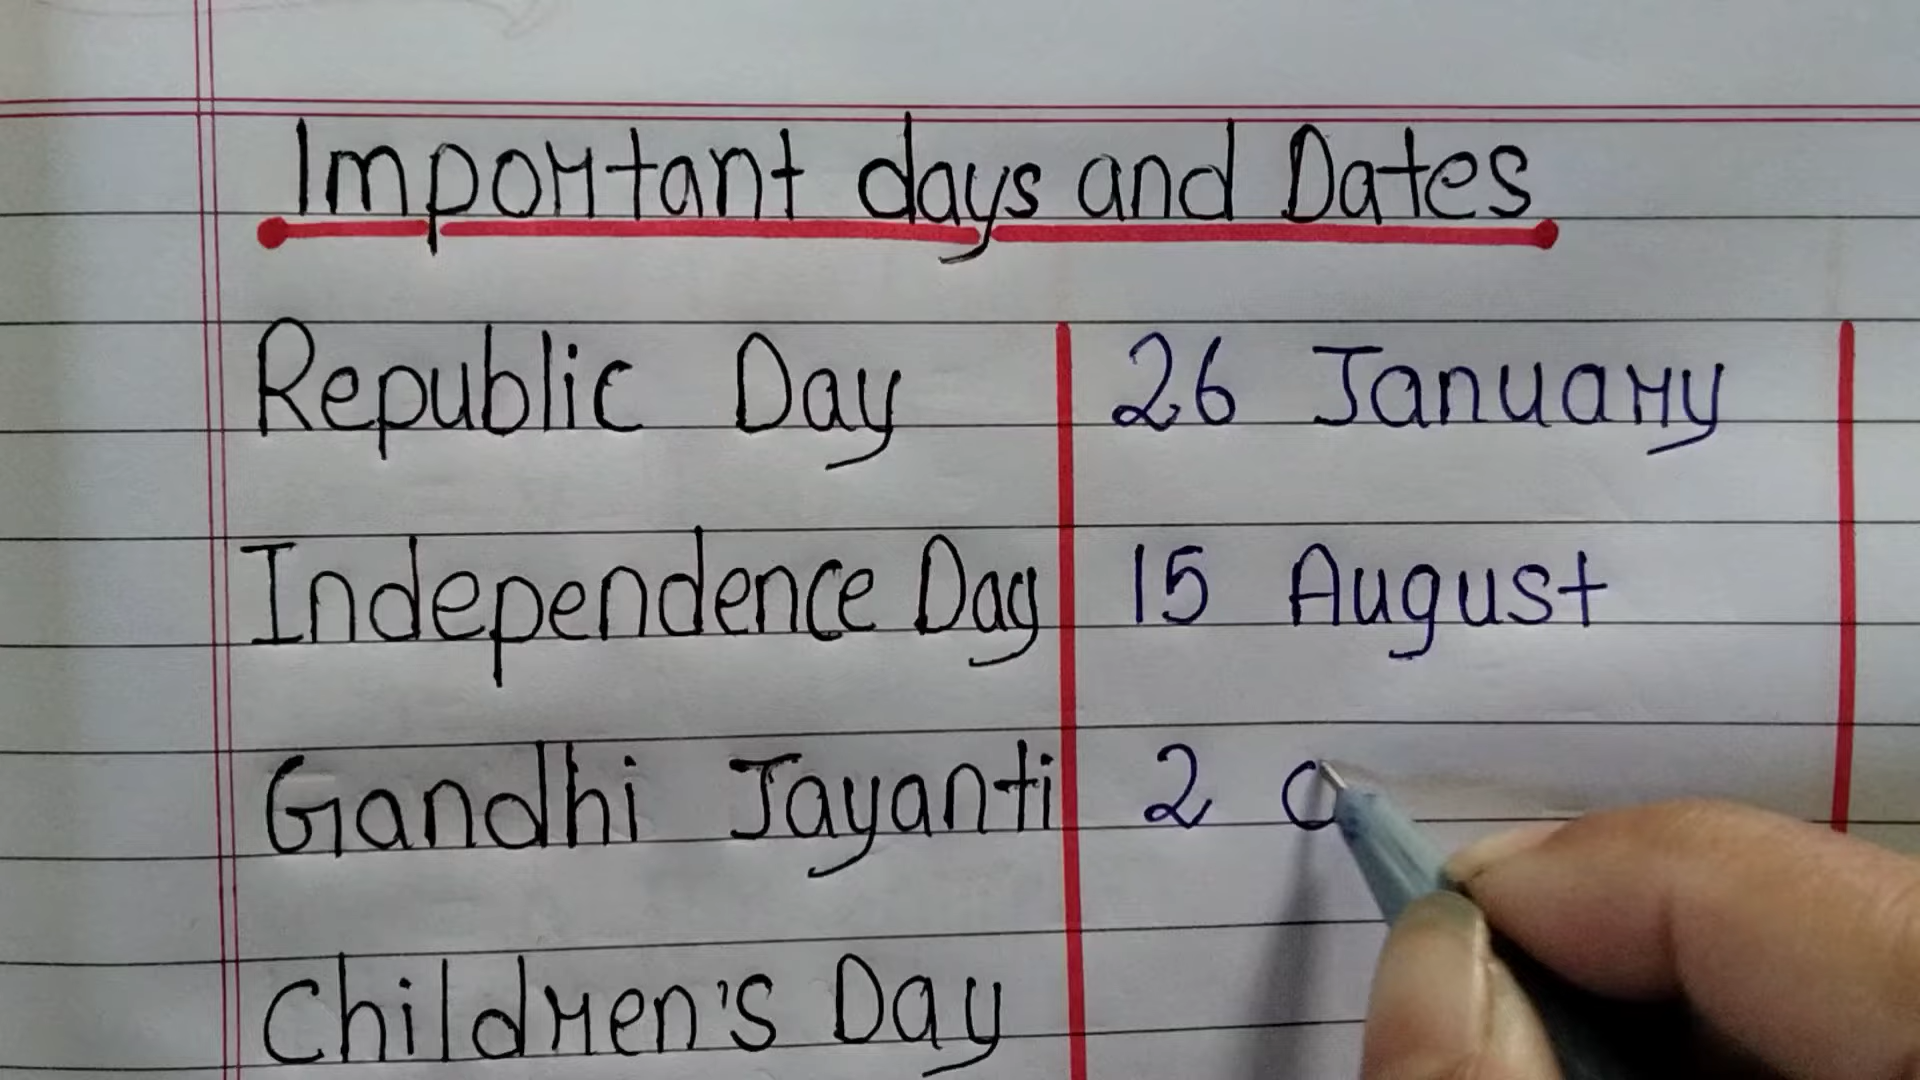 Important days and Dates
Republic Day 26 January
Independence Day 15 August
Gandhi Jayanti 2 O
Children's Day